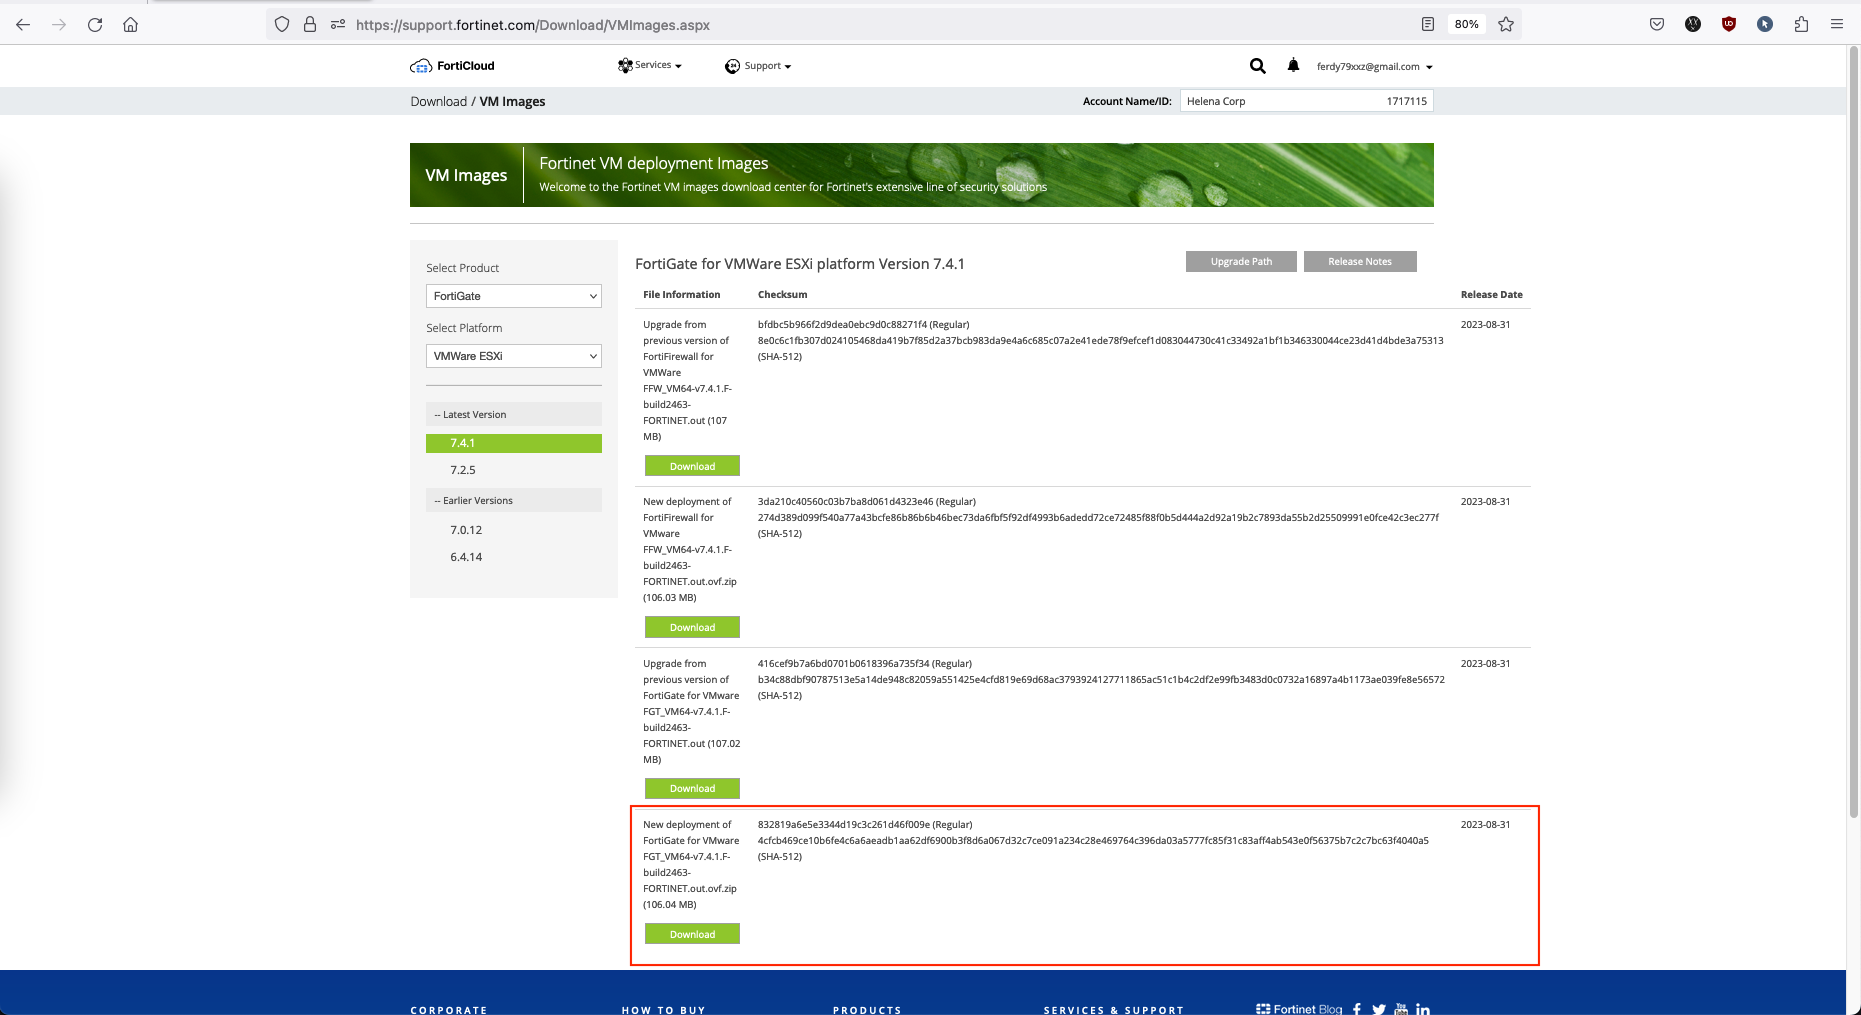 https://support.fortinet.com/Download/VMImages.aspx
80%
FortiCloud
Services
Support
ferdy79xxz@gmail.com
Download / VM Images
Account Name/ID:
Helena Corp 1717115
VM Images
Fortinet VM deployment Images
Welcome to the Fortinet VM images download center for Fortinet's extensive line of security solutions
Select Product
FortiGate
Select Platform
VMWare ESXi
-- Latest Version
7.4.1
7.2.5
-- Earlier Versions
7.0.12
6.4.14
FortiGate for VMWare ESXi platform Version 7.4.1
Upgrade Path
Release Notes
File Information
Checksum
Release Date
Upgrade from
previous version of
FortiFirewall for
VMWare
FFW_VM64-v7.4.1.F-
build2463-
FORTINET.out (107
MB)
Download
bfdbc5b966f2d9dea0ebc9d0c88271f4 (Regular)
8e0c6c1fb307d024105468da419b7f85d2a37bcb983da9e4a6c685c07a2e41ede78f9efcef1d083044730c41c33492a1bf1b346330044ce23d41d4bde3a75313
(SHA-512)
2023-08-31
New deployment of
FortiFirewall for
VMware
FFW_VM64-v7.4.1.F-
build2463-
FORTINET.out.ovf.zip
(106.03 MB)
Download
3da210c40560c03b7ba8d061d4323e46 (Regular)
274d389d099f540a77a43bcfe86b86b6b46bec73da6fbf5f92df4993b6adedd72ce72485f88f0b5d444a2d92a19b2c7893da55b2d25509991e0fce42c3ec277f
(SHA-512)
2023-08-31
Upgrade from
previous version of
FortiGate for VMware
FGT_VM64-v7.4.1.F-
build2463-
FORTINET.out (107.02
MB)
Download
416cef9b7a6bd0701b0618396a735f34 (Regular)
b34c88dbf90787513e5a14de948c82059a551425e4cfd819e69d68ac3793924127711865ac51c1b4c2df2e99fb3483d0c0732a16897a4b1173ae039fe8e56572
(SHA-512)
2023-08-31
New deployment of
FortiGate for VMware
FGT_VM64-v7.4.1.F-
build2463-
FORTINET.out.ovf.zip
(106.04 MB)
Download
832819a6e5e3344d19c3c261d46f009e (Regular)
4cfcb469ce10b6fe4c6a6aeadb1aa62df6900b3f8d6a067d32c7ce091a234c28e469764c396da03a5777fc85f31c83aff4ab543e0f56375b7c2c7bc63f4040a5
(SHA-512)
2023-08-31
CORPORATE
HOW TO BUY
PRODUCTS
SERVICES & SUPPORT
Fortinet Blog